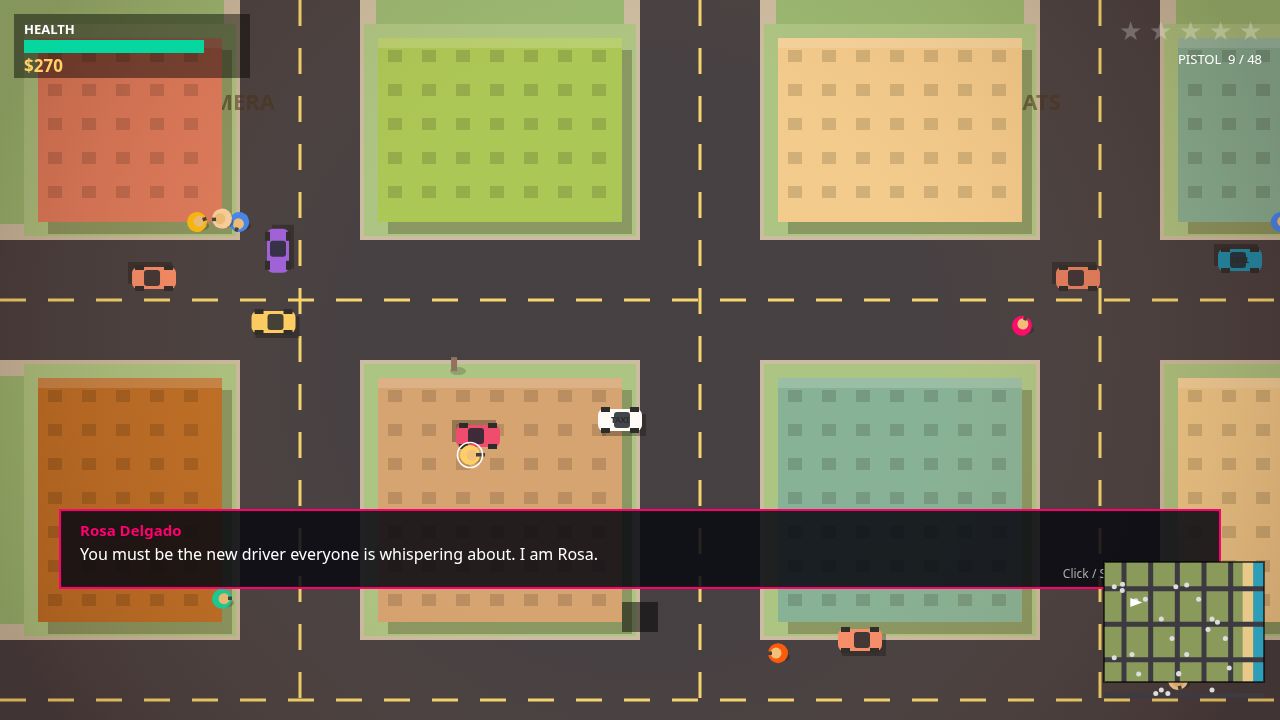 HEALTH
$270
PISTOL 9 / 48
MERA
ATS
TAXI
Rosa Delgado
You must be the new driver everyone is whispering about. I am Rosa.
Click / S